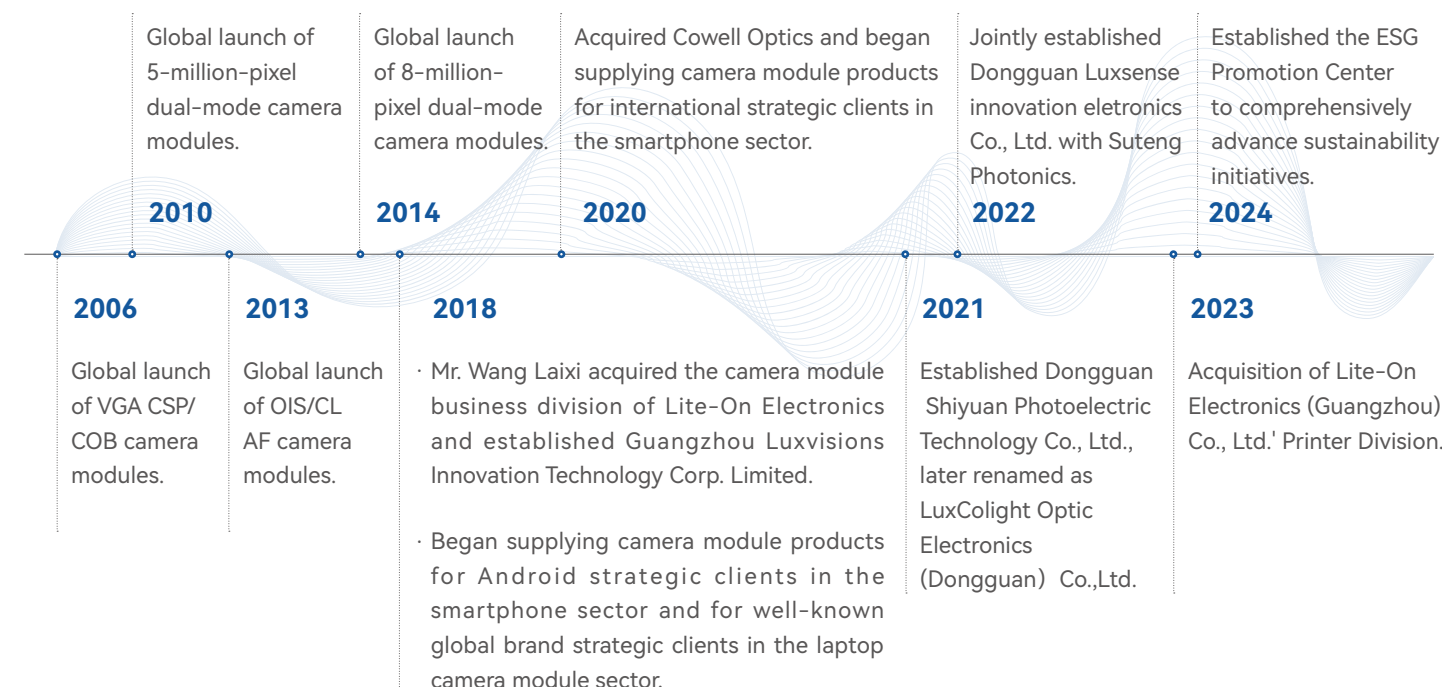 Global launch of
5-million-pixel
dual-mode camera
modules.
2010
Global launch
of 8-million-
pixel dual-mode
camera modules.
2014
Acquired Cowell Optics and began
supplying camera module products
for international strategic clients in
the smartphone sector.
2020
Jointly established
Dongguan Luxsense
innovation eletronics
Co., Ltd. with Suteng
Photonics.
2022
Established the ESG
Promotion Center
to comprehensively
advance sustainability
initiatives.
2024
2006
Global launch
of VGA CSP/
COB camera
modules.
2013
Global launch
of OIS/CL
AF camera
modules.
2018
· Mr. Wang Laixi acquired the camera module
business division of Lite-On Electronics
and established Guangzhou Luxvisions
Innovation Technology Corp. Limited.
· Began supplying camera module products
for Android strategic clients in the
smartphone sector and for well-known
global brand strategic clients in the laptop
camera module sector.
2021
Established Dongguan
Shiyuan Photoelectric
Technology Co., Ltd.,
later renamed as
LuxColight Optic
Electronics
(Dongguan) Co.,Ltd.
2023
Acquisition of Lite-On
Electronics (Guangzhou)
Co., Ltd.' Printer Division.